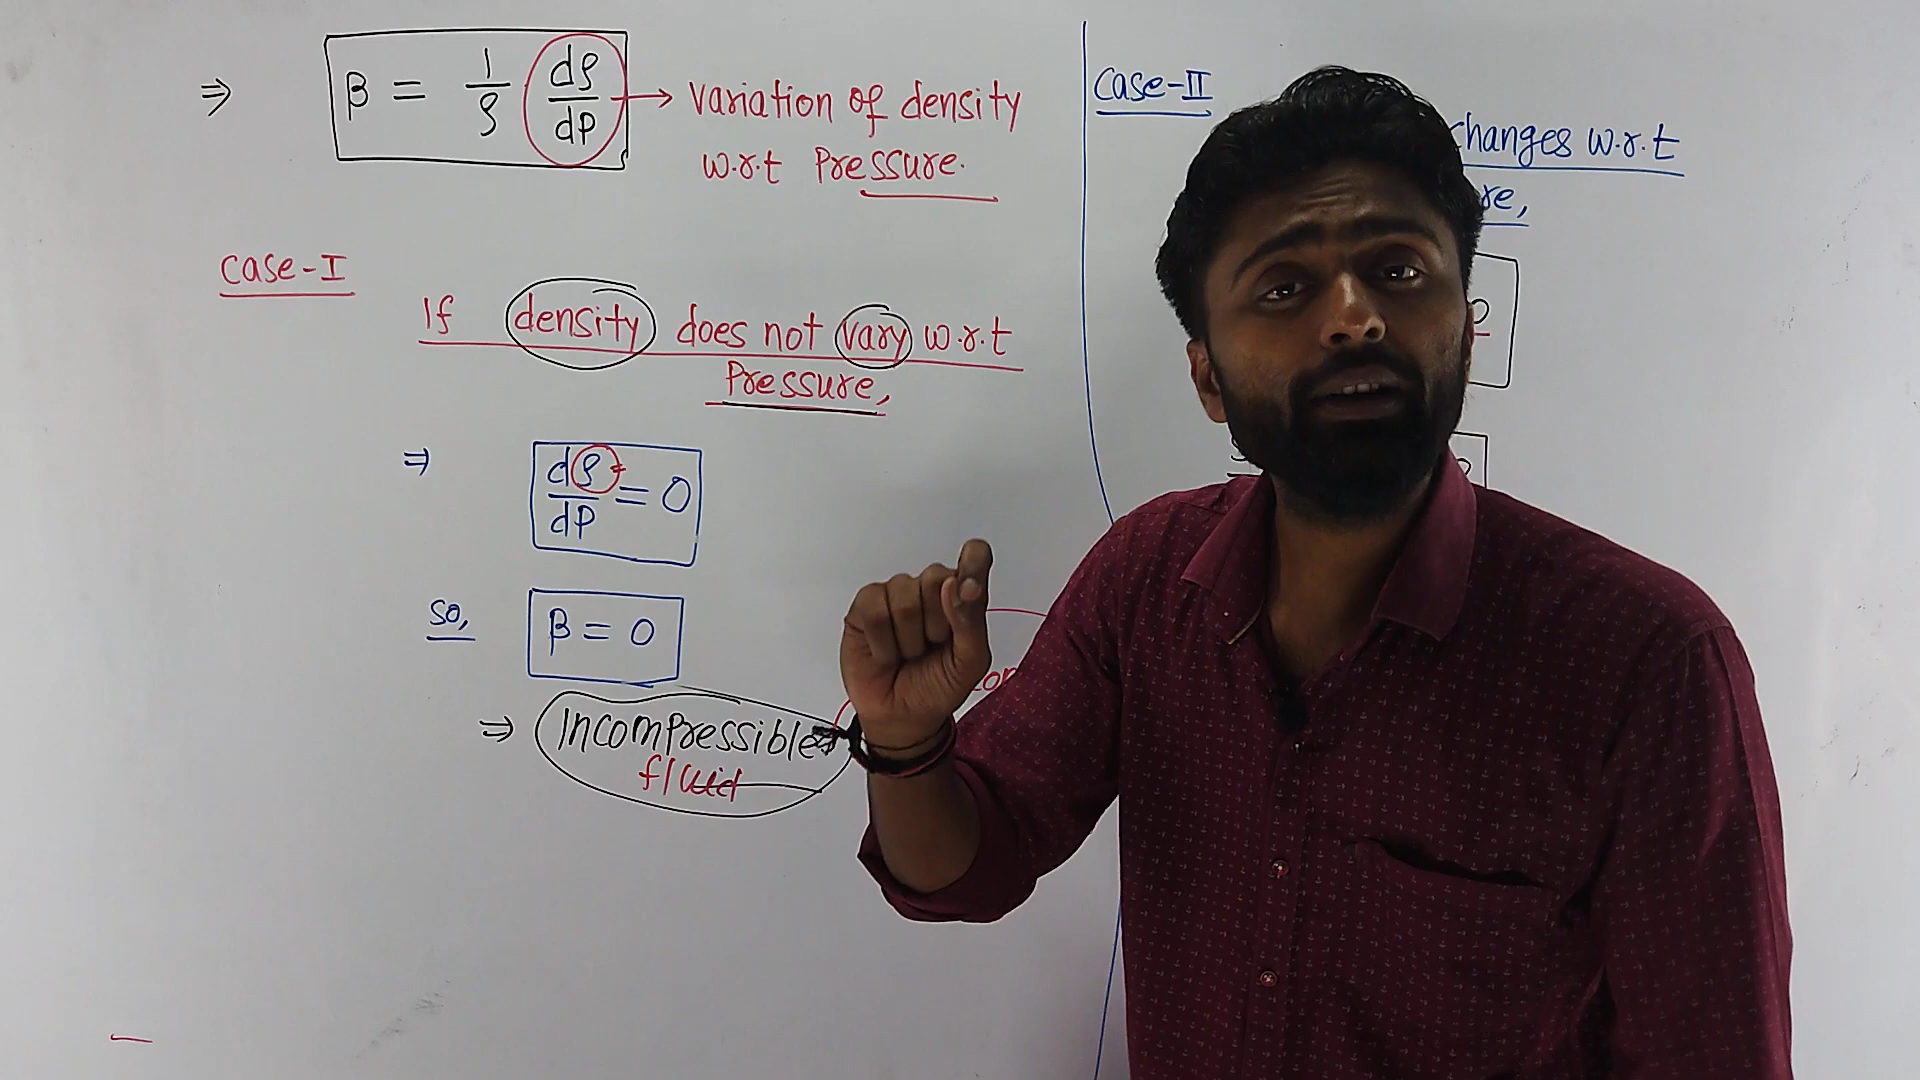 ⇒ β = 1/ρ dρ/dP → variation of density
w.r.t Pressure.
Case-I
If density does not vary w.r.t
Pressure,
⇒ dρ/dP = 0
so, β = 0
⇒ Incompressible
fluid
Case-II
changes w.r.t